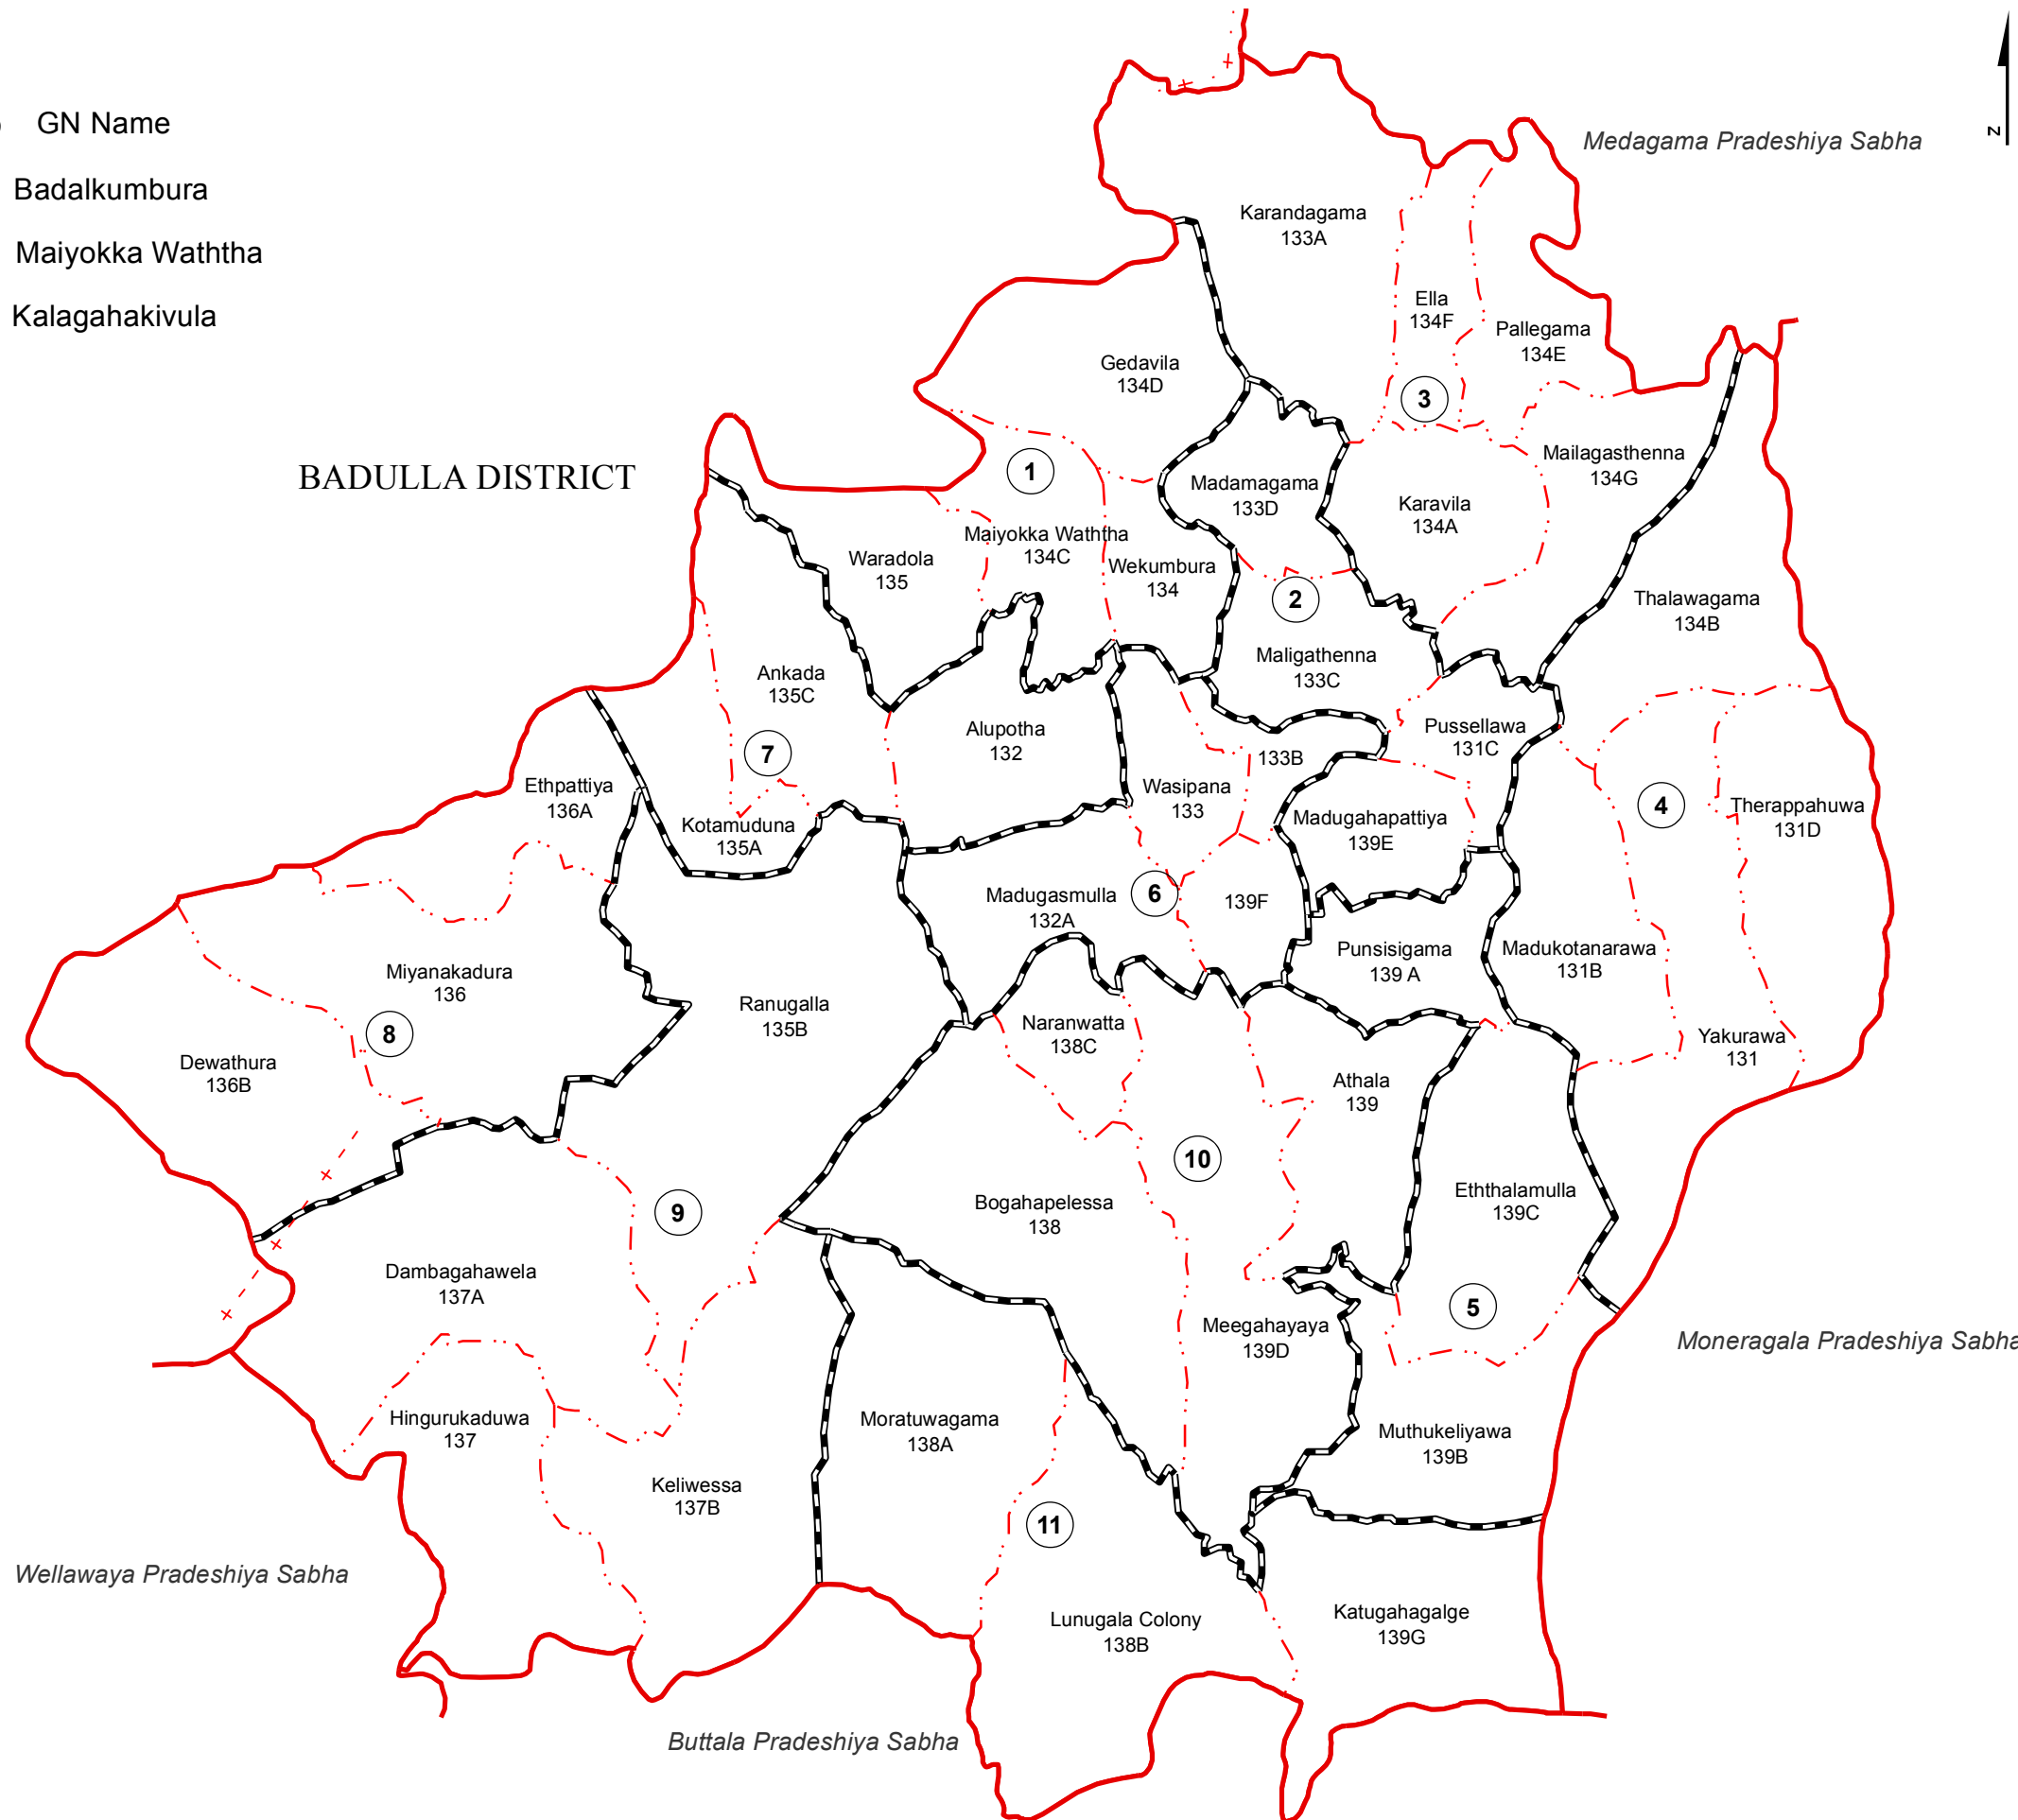 GN Name
Badalkumbura
Maiyokka Waththa
Kalagahakivula
z
Medagama Pradeshiya Sabha
Karandagama
133A
Ella
134F
Pallegama
134E
Gedavila
134D
3
Mailagasthenna
134G
BADULLA DISTRICT
1
Madamagama
133D
Karavila
134A
Maiyokka Waththa
134C
Waradola
135
Wekumbura
134
2
Thalawagama
134B
Maligathenna
133C
Ankada
135C
Alupotha
132
Pussellawa
131C
7
133B
Ethpattiya
136A
Wasipana
133
4
Therappahuwa
131D
Kotamuduna
135A
Madugahapattiya
139E
Madugasmulla
132A
6
139F
Punsisigama
139 A
Madukotanarawa
131B
Miyanakadura
136
Ranugalla
135B
Naranwatta
138C
8
Yakurawa
131
Dewathura
136B
Athala
139
10
Eththalamulla
139C
Bogahapelessa
138
9
Dambagahawela
137A
5
Meegahayaya
139D
Moneragala Pradeshiya Sabha
Hingurukaduwa
137
Moratuwagama
138A
Muthukeliyawa
139B
Keliwessa
137B
11
Wellawaya Pradeshiya Sabha
Lunugala Colony
138B
Katugahagalge
139G
Buttala Pradeshiya Sabha